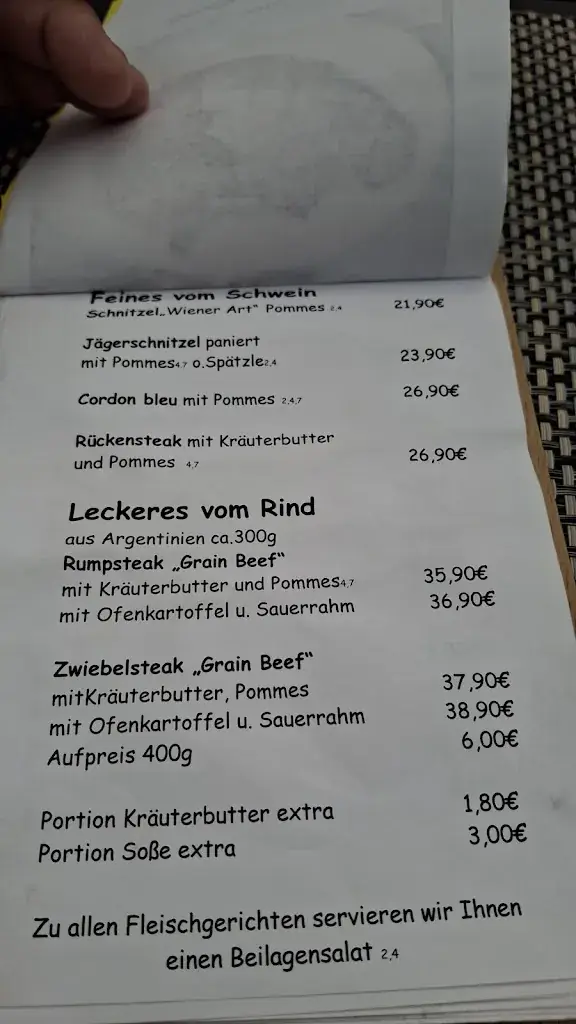 Feines vom Schwein
Schnitzel„Wiener Art" Pommes 2,4 21,90€
Jägerschnitzel paniert
mit Pommes4,7 o.Spätzle2,4 23,90€
Cordon bleu mit Pommes 2,4,7 26,90€
Rückensteak mit Kräuterbutter
und Pommes 4,7 26,90€
Leckeres vom Rind
aus Argentinien ca.300g
Rumpsteak „Grain Beef"
mit Kräuterbutter und Pommes4,7 35,90€
mit Ofenkartoffel u. Sauerrahm 36,90€
Zwiebelsteak „Grain Beef"
mitKräuterbutter, Pommes 37,90€
mit Ofenkartoffel u. Sauerrahm 38,90€
Aufpreis 400g 6,00€
Portion Kräuterbutter extra 1,80€
Portion Soße extra 3,00€
Zu allen Fleischgerichten servieren wir Ihnen
einen Beilagensalat 2,4